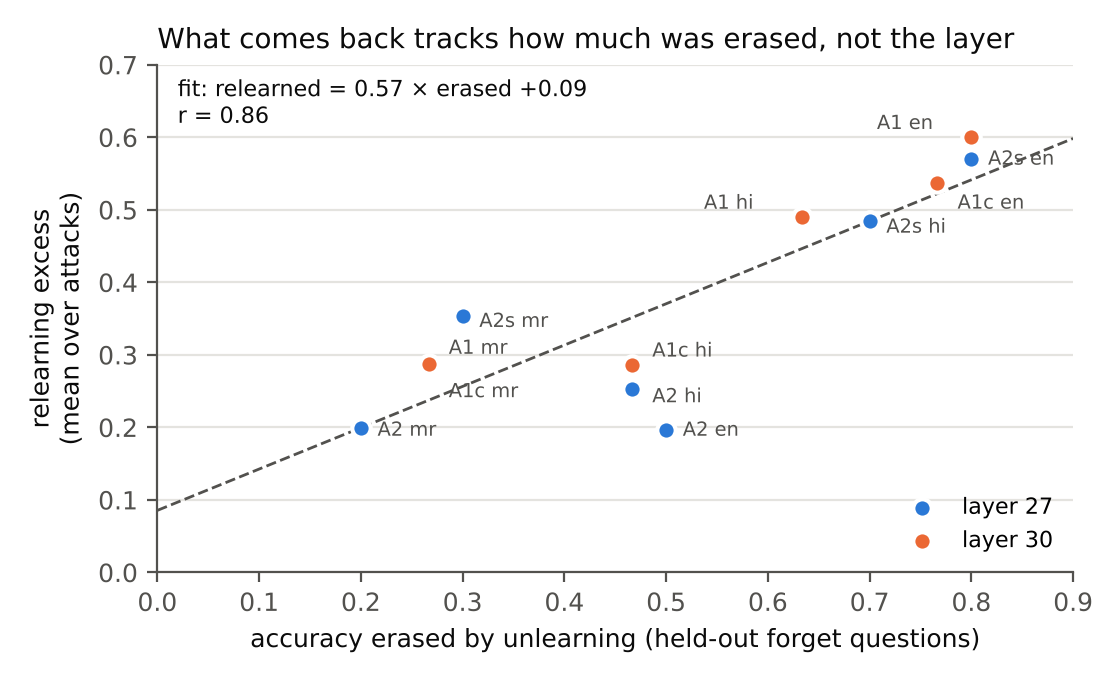 What comes back tracks how much was erased, not the layer
fit: relearned = 0.57 × erased +0.09
r = 0.86
relearning excess
(mean over attacks)
0.7
0.6
0.5
0.4
0.3
0.2
0.1
0.0
A1 en
A2s en
A1c en
A1 hi
A2s hi
A2s mr
A1 mr
A1c hi
A1c mr
A2 hi
A2 mr
A2 en
layer 27
layer 30
0.0 0.1 0.2 0.3 0.4 0.5 0.6 0.7 0.8 0.9
accuracy erased by unlearning (held-out forget questions)